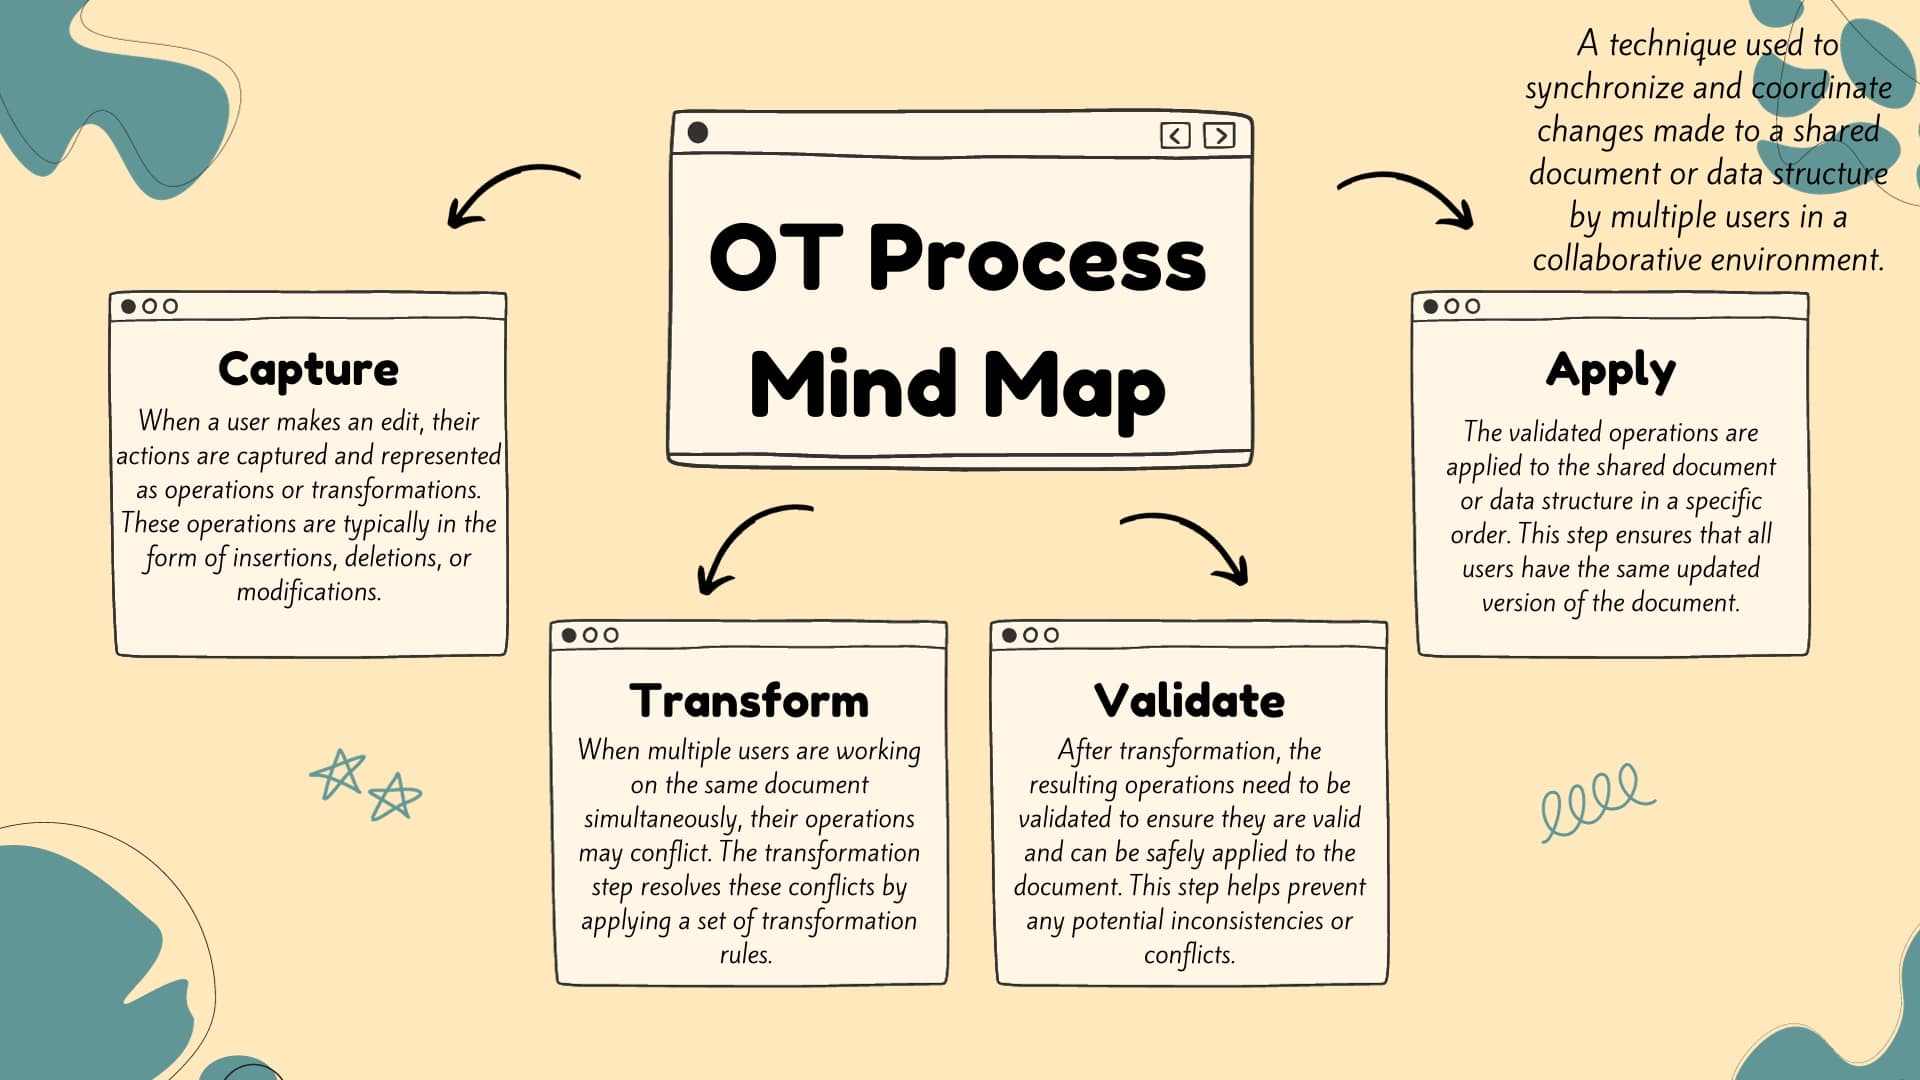 A technique used to
synchronize and coordinate
changes made to a shared
document or data structure
by multiple users in a
collaborative environment.
OT Process
Mind Map
Capture
When a user makes an edit, their
actions are captured and represented
as operations or transformations.
These operations are typically in the
form of insertions, deletions, or
modifications.
Transform
When multiple users are working
on the same document
simultaneously, their operations
may conflict. The transformation
step resolves these conflicts by
applying a set of transformation
rules.
Validate
After transformation, the
resulting operations need to be
validated to ensure they are valid
and can be safely applied to the
document. This step helps prevent
any potential inconsistencies or
conflicts.
Apply
The validated operations are
applied to the shared document
or data structure in a specific
order. This step ensures that all
users have the same updated
version of the document.